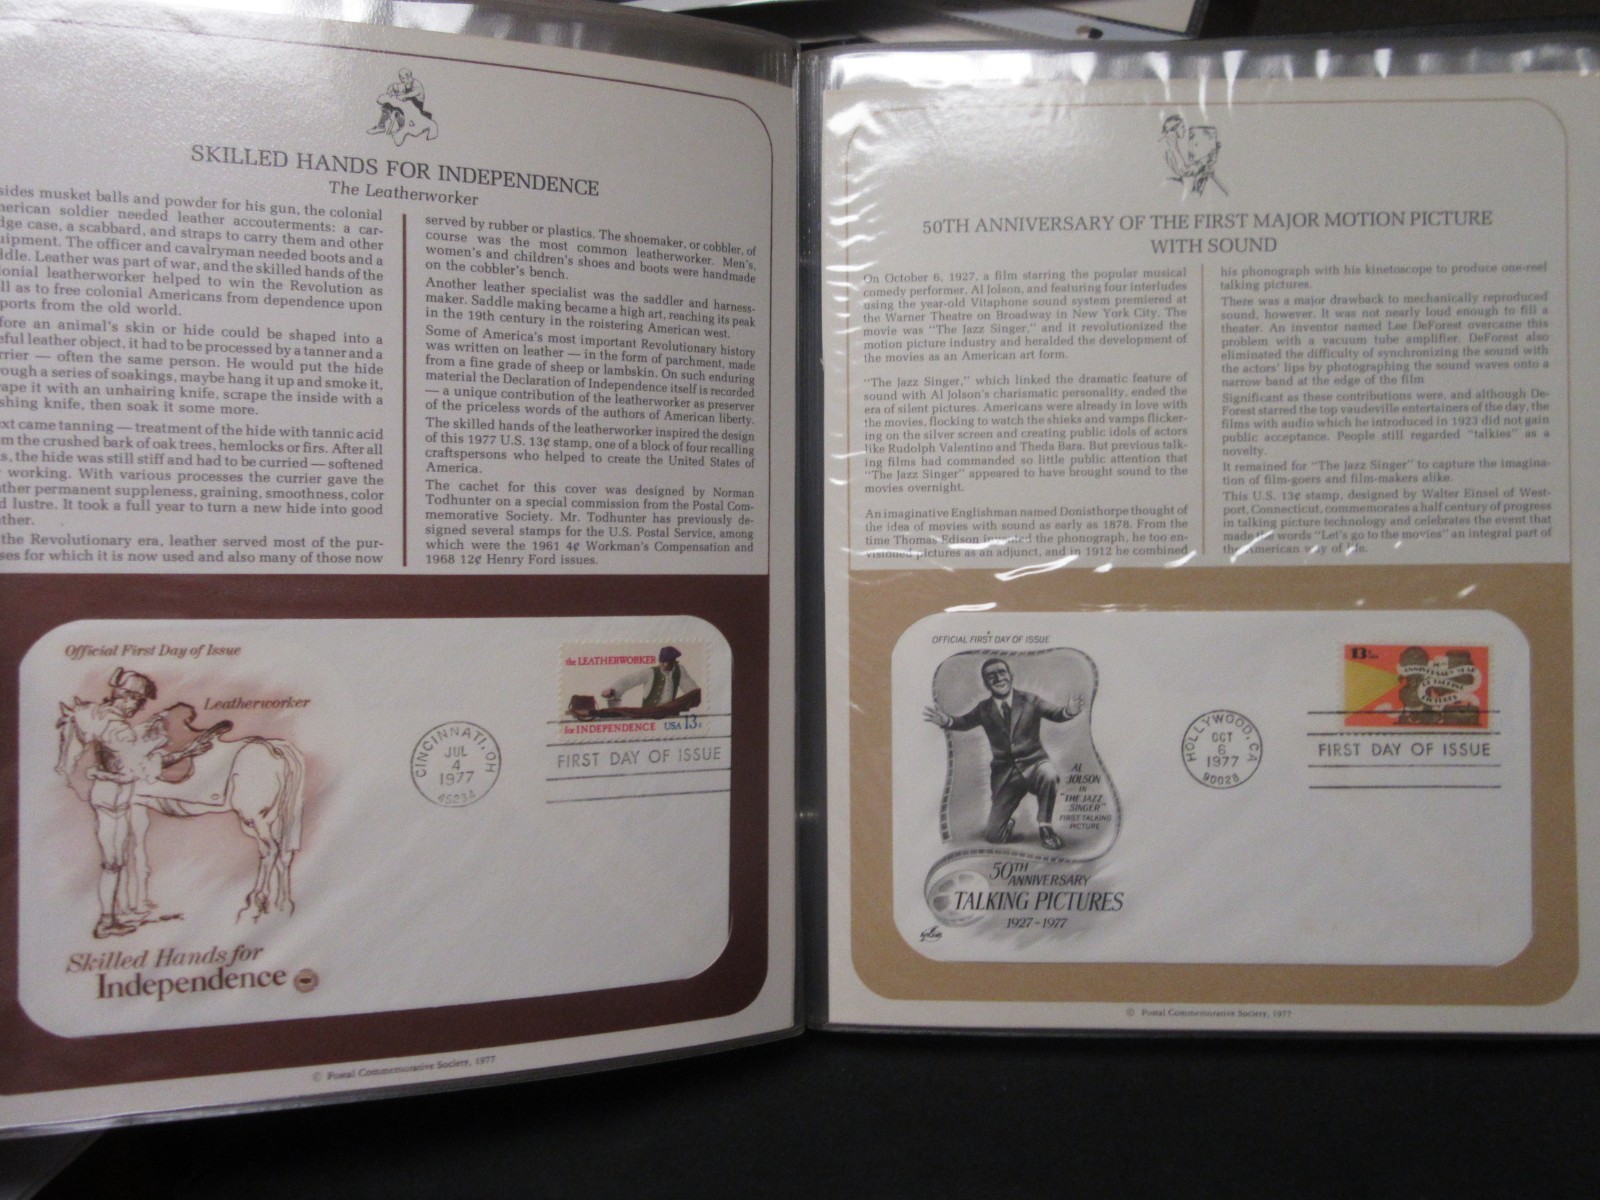 SKILLED HANDS FOR INDEPENDENCE
The Leatherworker
sides musket balls and powder for his gun, the colonial
merican soldier needed leather accouterments: a car-
dge case, a scabbard, and straps to carry them and other
uipment. The officer and cavalryman needed boots and a
ddle. Leather was part of war, and the skilled hands of the
lonial leatherworker helped to win the Revolution as
ll as to free colonial Americans from dependence upon
ports from the old world.
fore an animal's skin or hide could be shaped into a
eful leather object, it had to be processed by a tanner and a
rrier — often the same person. He would put the hide
rough a series of soakings, maybe hang it up and smoke it,
rape it with an unhairing knife, scrape the inside with a
shing knife, then soak it some more.
ext came tanning — treatment of the hide with tannic acid
m the crushed bark of oak trees, hemlocks or firs. After all
s, the hide was still stiff and had to be curried — softened
working. With various processes the currier gave the
ather permanent suppleness, graining, smoothness, color
d lustre. It took a full year to turn a new hide into good
ther.
the Revolutionary era, leather served most of the pur-
ses for which it is now used and also many of those now
served by rubber or plastics. The shoemaker, or cobbler, of
course was the most common leatherworker. Men's,
women's and children's shoes and boots were handmade
on the cobbler's bench.
Another leather specialist was the saddler and harness-
maker. Saddle making became a high art, reaching its peak
in the 19th century in the roistering American west.
Some of America's most important Revolutionary history
was written on leather — in the form of parchment, made
from a fine grade of sheep or lambskin. On such enduring
material the Declaration of Independence itself is recorded
— a unique contribution of the leatherworker as preserver
of the priceless words of the authors of American liberty.
The skilled hands of the leatherworker inspired the design
of this 1977 U.S. 13¢ stamp, one of a block of four recalling
craftspersons who helped to create the United States of
America.
The cachet for this cover was designed by Norman
Todhunter on a special commission from the Postal Com-
memorative Society. Mr. Todhunter has previously de-
signed several stamps for the U.S. Postal Service, among
which were the 1961 4¢ Workman's Compensation and
1968 12¢ Henry Ford issues.
Official First Day of Issue
Leatherworker
Skilled Hands for
Independence
CINCINNATI, OH
JUL
4
1977
45234
the LEATHERWORKER
for INDEPENDENCE USA 13¢
FIRST DAY OF ISSUE
© Postal Commemorative Society, 1977
50TH ANNIVERSARY OF THE FIRST MAJOR MOTION PICTURE
WITH SOUND
On October 6, 1927, a film starring the popular musical
comedy performer, Al Jolson, and featuring four interludes
using the year-old Vitaphone sound system premiered at
the Warner Theatre on Broadway in New York City. The
movie was "The Jazz Singer," and it revolutionized the
motion picture industry and heralded the development of
the movies as an American art form.
"The Jazz Singer," which linked the dramatic feature of
sound with Al Jolson's charismatic personality, ended the
era of silent pictures. Americans were already in love with
the movies, flocking to watch the shieks and vamps flicker-
ing on the silver screen and creating public idols of actors
like Rudolph Valentino and Theda Bara. But previous talk-
ing films had commanded so little public attention that
"The Jazz Singer" appeared to have brought sound to the
movies overnight.
An imaginative Englishman named Donisthorpe thought of
the idea of movies with sound as early as 1878. From the
time Thomas Edison invented the phonograph, he too en-
visioned pictures as an adjunct, and in 1912 he combined
his phonograph with his kinetoscope to produce one-reel
talking pictures.
There was a major drawback to mechanically reproduced
sound, however. It was not nearly loud enough to fill a
theater. An inventor named Lee DeForest overcame this
problem with a vacuum tube amplifier. DeForest also
eliminated the difficulty of synchronizing the sound with
the actors' lips by photographing the sound waves onto a
narrow band at the edge of the film
Significant as these contributions were, and although De-
Forest starred the top vaudeville entertainers of the day, the
films with audio which he introduced in 1923 did not gain
public acceptance. People still regarded "talkies" as a
novelty.
It remained for "The Jazz Singer" to capture the imagina-
tion of film-goers and film-makers alike.
This U.S. 13¢ stamp, designed by Walter Einsel of West-
port, Connecticut, commemorates a half century of progress
in talking picture technology and celebrates the event that
made the words "Let's go to the movies" an integral part of
the American way of life.
OFFICIAL FIRST DAY OF ISSUE
AL
JOLSON
IN
"THE JAZZ
SINGER"
FIRST TALKING
PICTURE
50TH
ANNIVERSARY
TALKING PICTURES
1927-1977
HOLLYWOOD, CA
OCT
6
1977
90028
13¢
FIRST DAY OF ISSUE
© Postal Commemorative Society, 1977